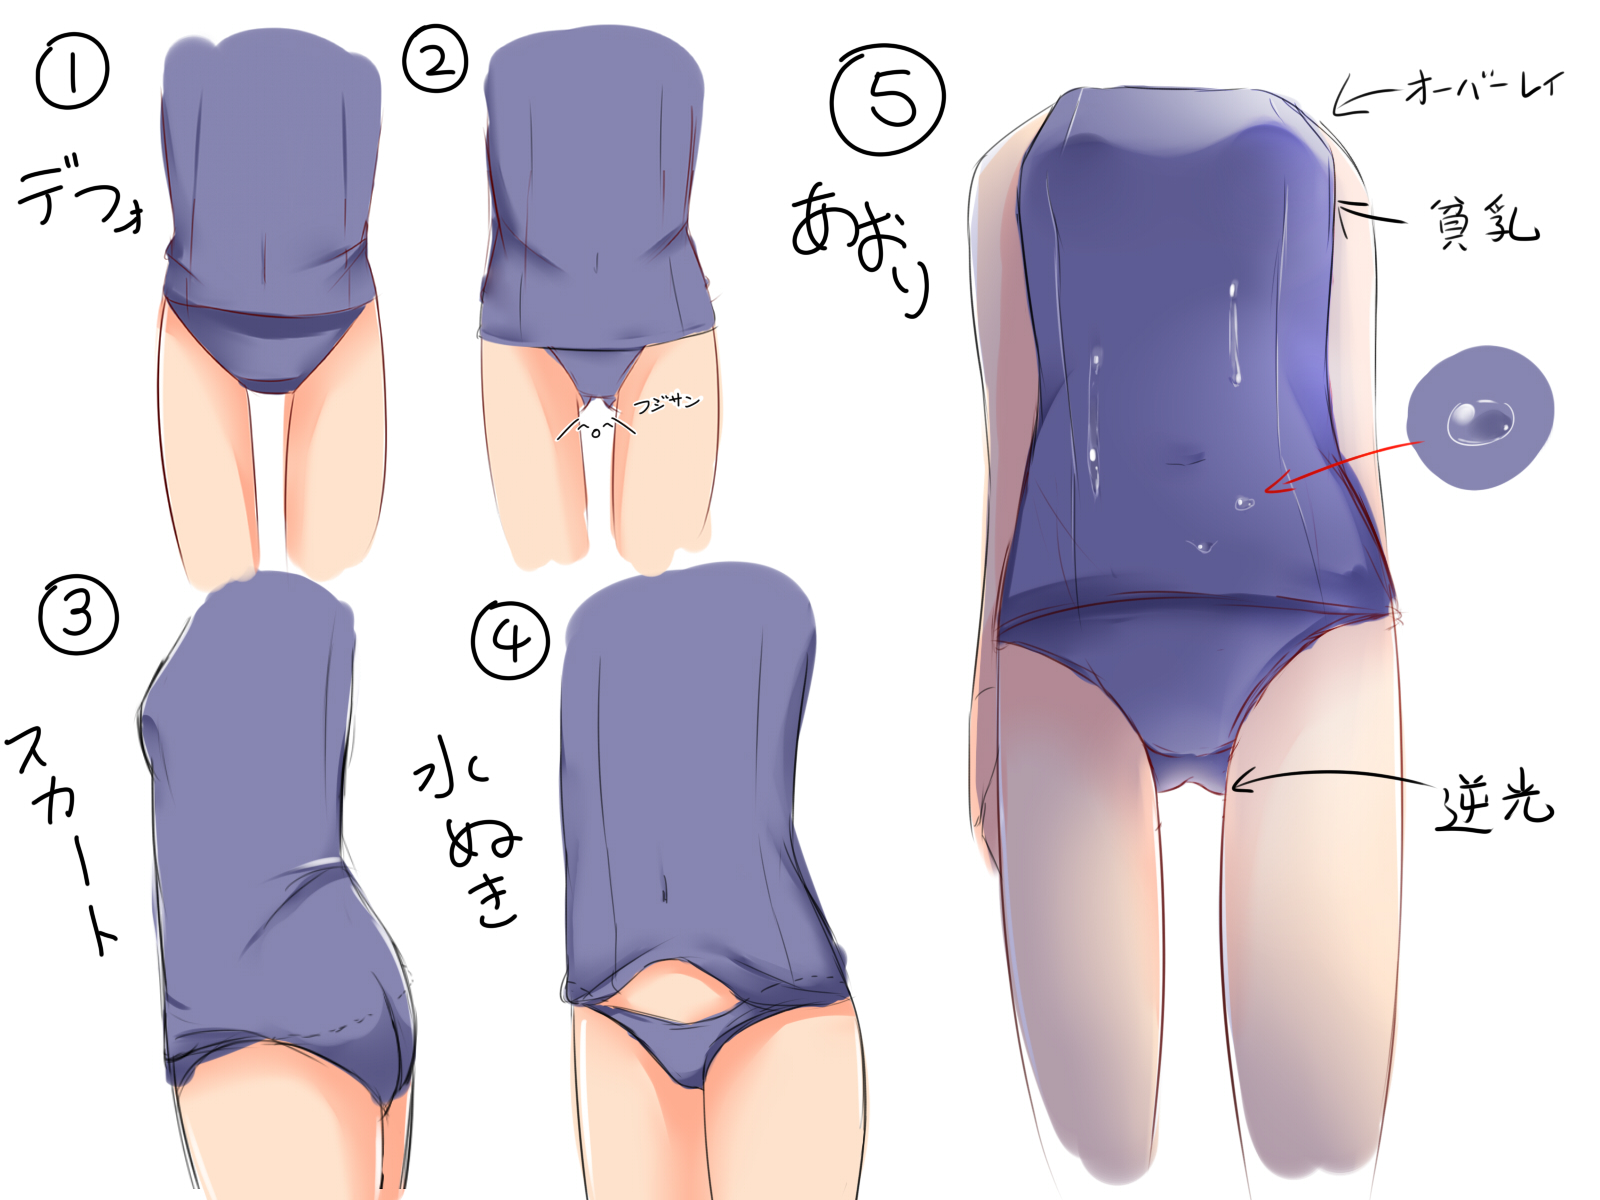 ①
デフォ
②
フジサン
③
スカート
④
水ぬき
⑤
あおり
オーバーレイ
貧乳
逆光